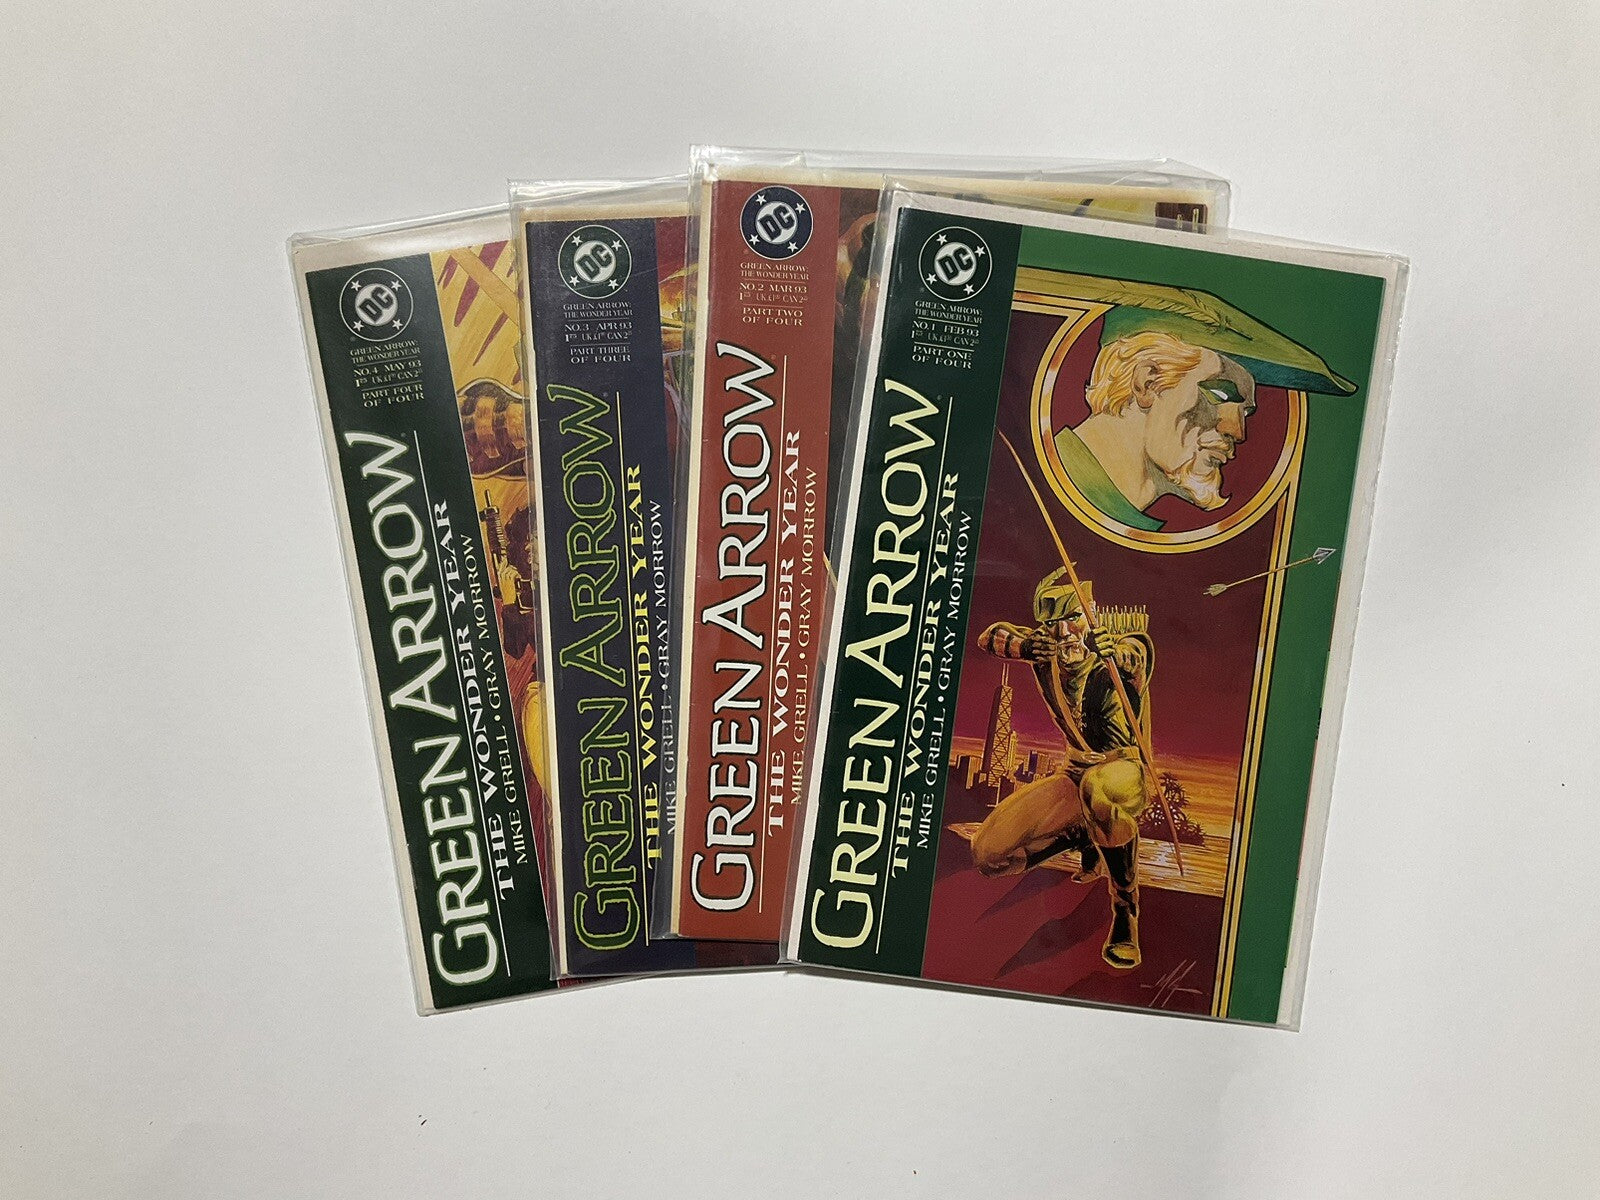 DC
GREEN ARROW:
THE WONDER YEAR
NO.4 MAY 93
PART FOUR
OF FOUR
GREEN ARROW
THE WONDER YEAR
MIKE GRELL • GRAY MORROW
DC
GREEN ARROW:
THE WONDER YEAR
NO.3 APR 93
PART THREE
OF FOUR
GREEN ARROW
THE WONDER YEAR
MIKE GRELL • GRAY MORROW
DC
GREEN ARROW:
THE WONDER YEAR
NO.2 MAR 93
PART TWO
OF FOUR
GREEN ARROW
THE WONDER YEAR
MIKE GRELL • GRAY MORROW
DC
GREEN ARROW:
THE WONDER YEAR
NO.1 FEB 93
PART ONE
OF FOUR
GREEN ARROW
THE WONDER YEAR
MIKE GRELL • GRAY MORROW